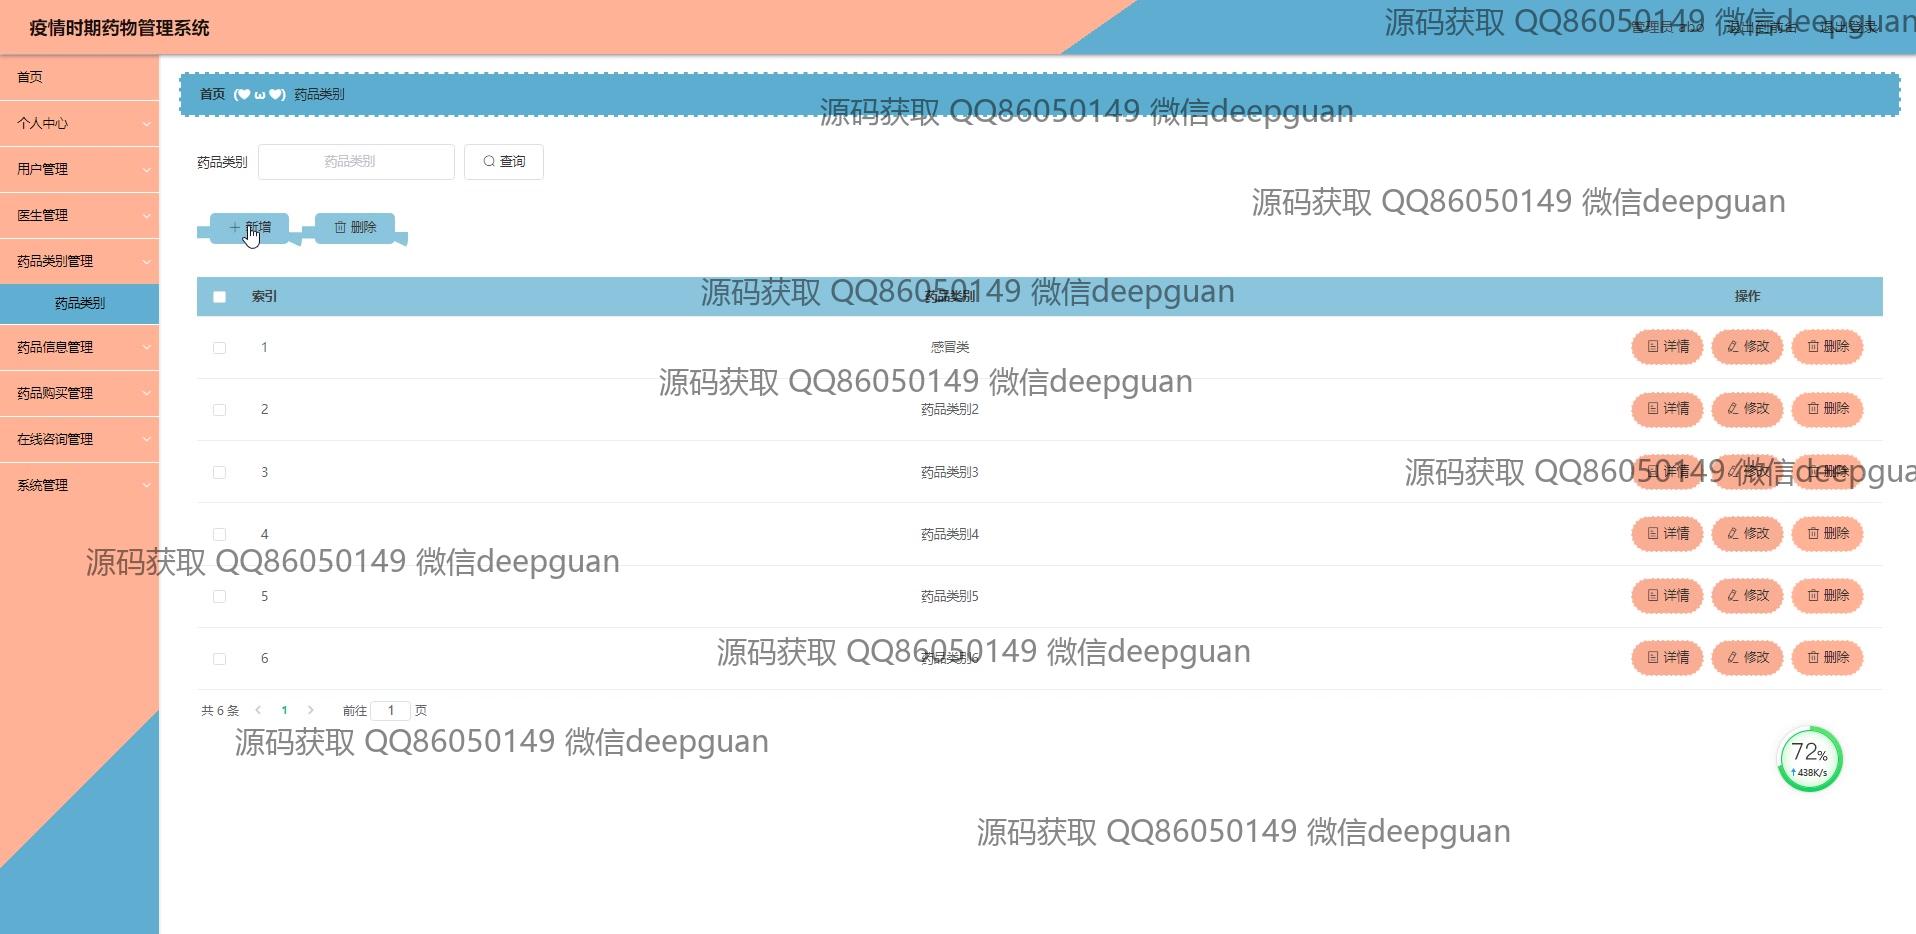 疫情时期药物管理系统
源码获取 QQ86050149 微信deepguan
管理员 abo 退出到前台 退出登录
首页
个人中心
用户管理
医生管理
药品类别管理
药品类别
药品信息管理
药品购买管理
在线咨询管理
系统管理
首页 (♥ ω ♥) 药品类别
源码获取 QQ86050149 微信deepguan
药品类别 药品类别 查询
源码获取 QQ86050149 微信deepguan
新增 删除
索引 药品类别 操作
源码获取 QQ86050149 微信deepguan
1 感冒类 详情 修改 删除
源码获取 QQ86050149 微信deepguan
2 药品类别2 详情 修改 删除
3 药品类别3 详情 修改 删除
源码获取 QQ86050149 微信deepgua
4 药品类别4 详情 修改 删除
源码获取 QQ86050149 微信deepguan
5 药品类别5 详情 修改 删除
6 药品类别6 详情 修改 删除
源码获取 QQ86050149 微信deepguan
共 6 条 1 前往 1 页
源码获取 QQ86050149 微信deepguan
72%
↑438K/s
源码获取 QQ86050149 微信deepguan